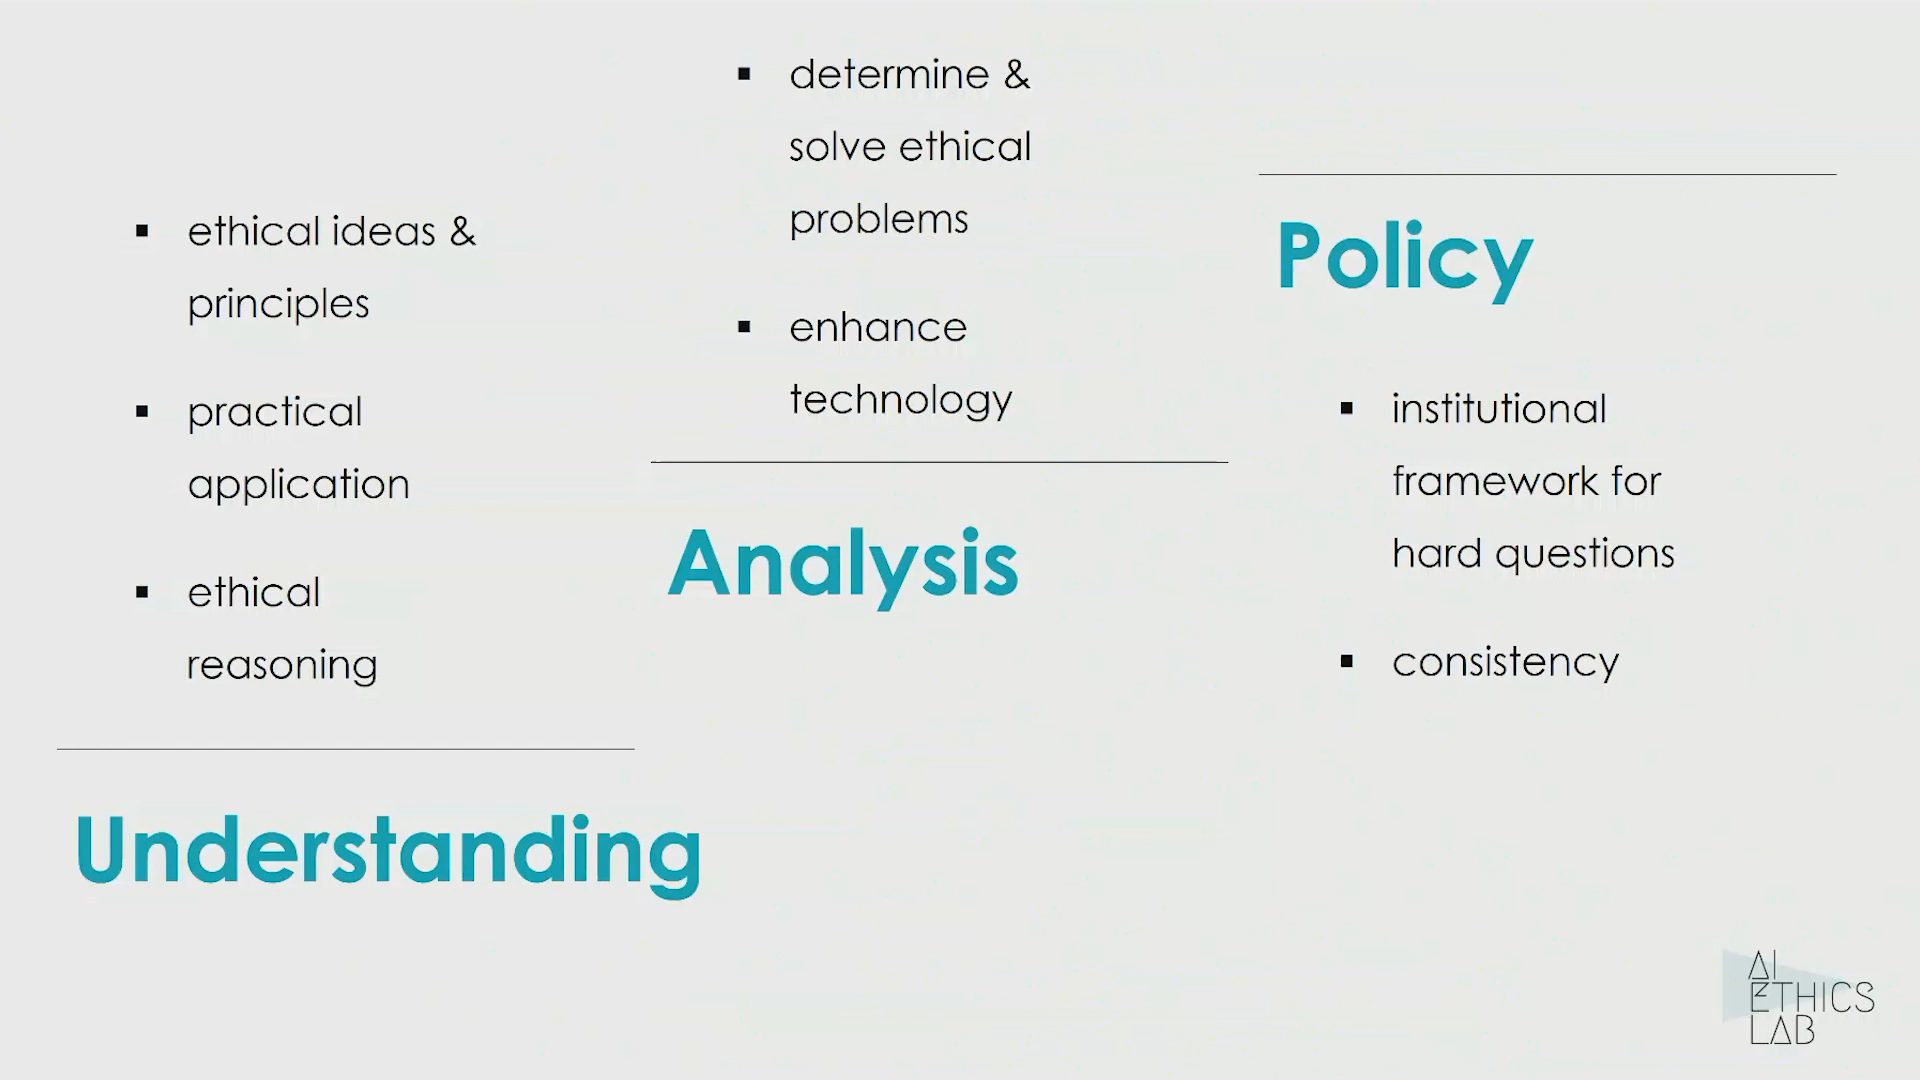 ethical ideas &
principles
practical
application
ethical
reasoning
Understanding
determine &
solve ethical
problems
enhance
technology
Analysis
Policy
institutional
framework for
hard questions
consistency
AI
ETHICS
LAB